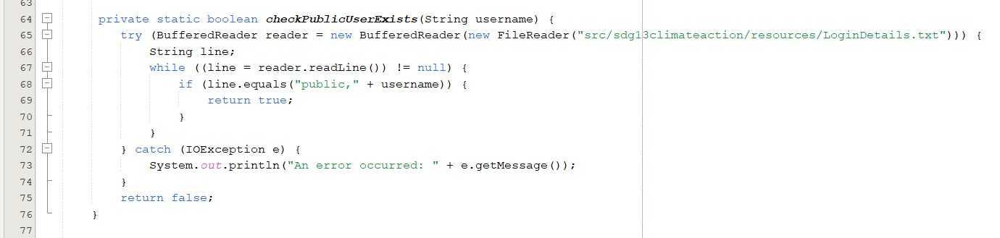 63
64 private static boolean checkPublicUserExists(String username) {
65 try (BufferedReader reader = new BufferedReader(new FileReader("src/sdg13climateaction/resources/LoginDetails.txt"))) {
66 String line;
67 while ((line = reader.readLine()) != null) {
68 if (line.equals("public," + username)) {
69 return true;
70 }
71 }
72 } catch (IOException e) {
73 System.out.println("An error occurred: " + e.getMessage());
74 }
75 return false;
76 }
77